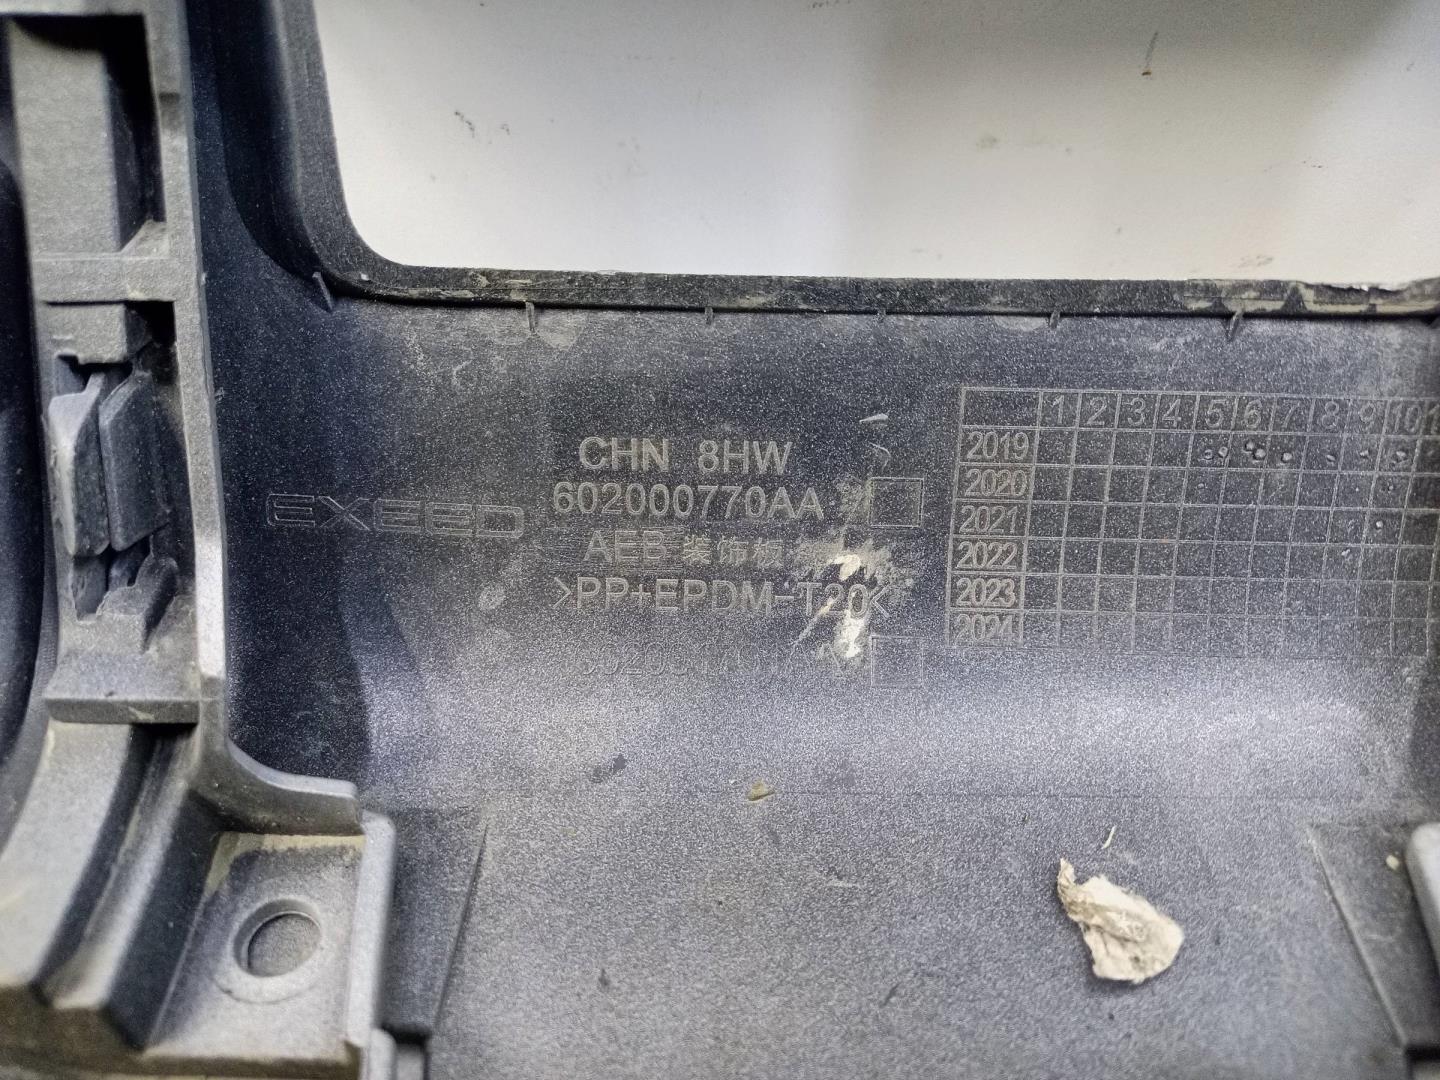 EXEED
CHN 8HW
602000770AA
AEB 装饰板
>PP+EPDM-T20<
1 2 3 4 5 6 7 8 9 10
2019
2020
2021
2022
2023
2024